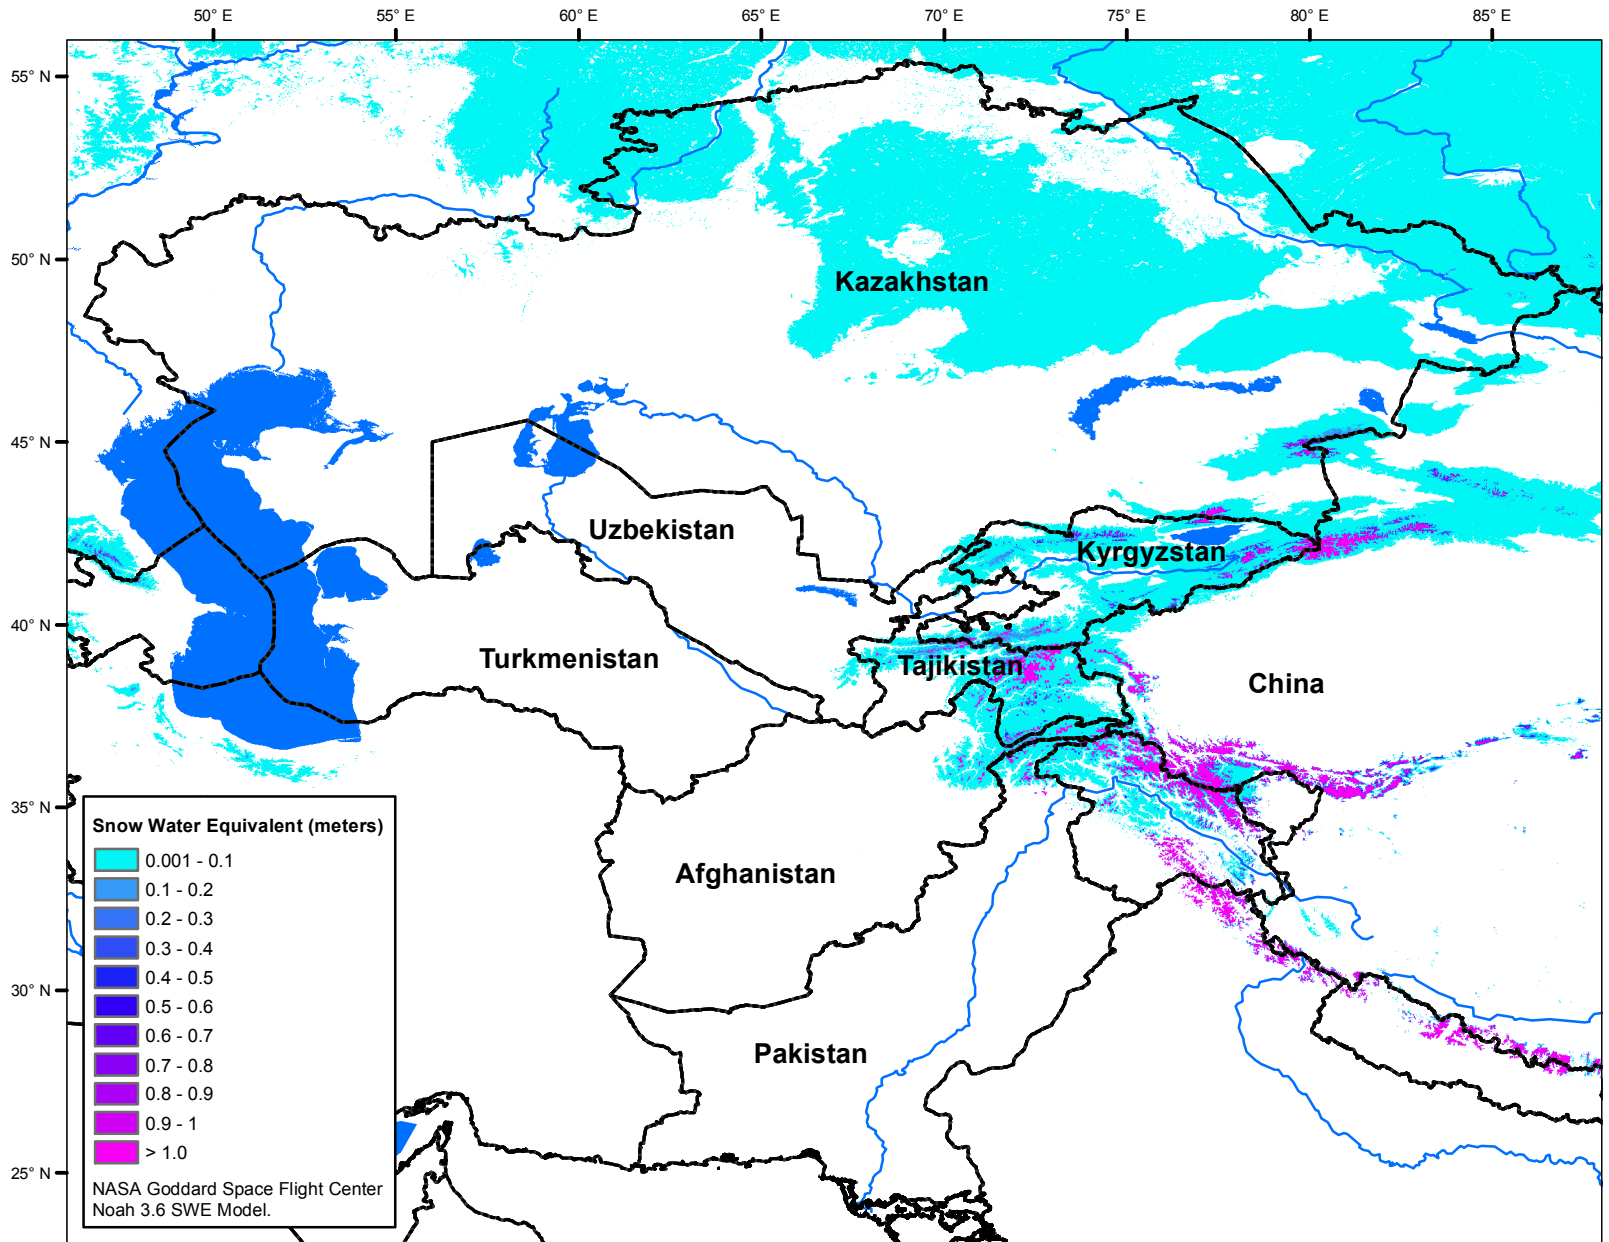 50° E 55° E 60° E 65° E 70° E 75° E 80° E 85° E
55° N
50° N
Kazakhstan
45° N
Uzbekistan
Kyrgyzstan
40° N
Turkmenistan
Tajikistan
China
35° N
Snow Water Equivalent (meters)
0.001 - 0.1
0.1 - 0.2
0.2 - 0.3
0.3 - 0.4
0.4 - 0.5
0.5 - 0.6
0.6 - 0.7
0.7 - 0.8
0.8 - 0.9
0.9 - 1
> 1.0
NASA Goddard Space Flight Center
Noah 3.6 SWE Model.
Afghanistan
30° N
Pakistan
25° N